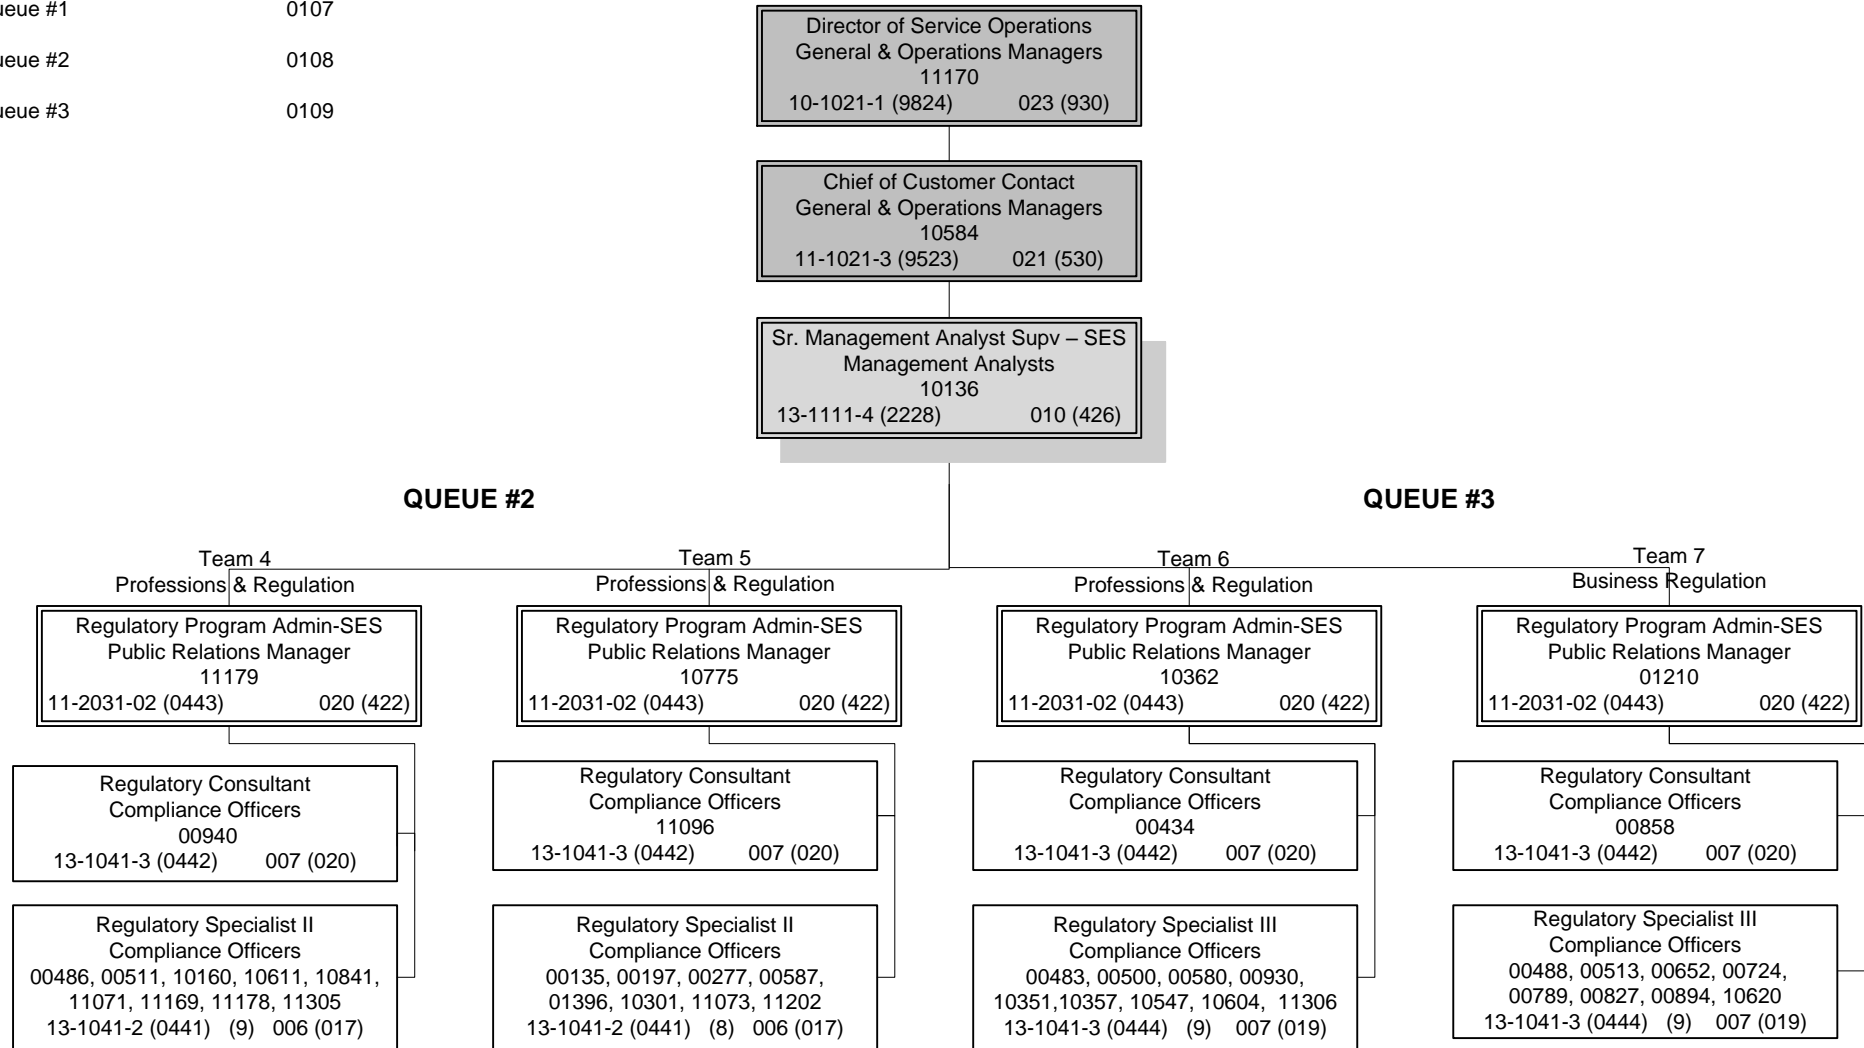 eue #1 0107
eue #2 0108
eue #3 0109
Director of Service Operations
General & Operations Managers
11170
10-1021-1 (9824) 023 (930)
Chief of Customer Contact
General & Operations Managers
10584
11-1021-3 (9523) 021 (530)
Sr. Management Analyst Supv – SES
Management Analysts
10136
13-1111-4 (2228) 010 (426)
QUEUE #2
QUEUE #3
Team 4
Professions & Regulation
Regulatory Program Admin-SES
Public Relations Manager
11179
11-2031-02 (0443) 020 (422)
Regulatory Consultant
Compliance Officers
00940
13-1041-3 (0442) 007 (020)
Regulatory Specialist II
Compliance Officers
00486, 00511, 10160, 10611, 10841,
11071, 11169, 11178, 11305
13-1041-2 (0441) (9) 006 (017)
Team 5
Professions & Regulation
Regulatory Program Admin-SES
Public Relations Manager
10775
11-2031-02 (0443) 020 (422)
Regulatory Consultant
Compliance Officers
11096
13-1041-3 (0442) 007 (020)
Regulatory Specialist II
Compliance Officers
00135, 00197, 00277, 00587,
01396, 10301, 11073, 11202
13-1041-2 (0441) (8) 006 (017)
Team 6
Professions & Regulation
Regulatory Program Admin-SES
Public Relations Manager
10362
11-2031-02 (0443) 020 (422)
Regulatory Consultant
Compliance Officers
00434
13-1041-3 (0442) 007 (020)
Regulatory Specialist III
Compliance Officers
00483, 00500, 00580, 00930,
10351,10357, 10547, 10604, 11306
13-1041-3 (0444) (9) 007 (019)
Team 7
Business Regulation
Regulatory Program Admin-SES
Public Relations Manager
01210
11-2031-02 (0443) 020 (422)
Regulatory Consultant
Compliance Officers
00858
13-1041-3 (0442) 007 (020)
Regulatory Specialist III
Compliance Officers
00488, 00513, 00652, 00724,
00789, 00827, 00894, 10620
13-1041-3 (0444) (9) 007 (019)